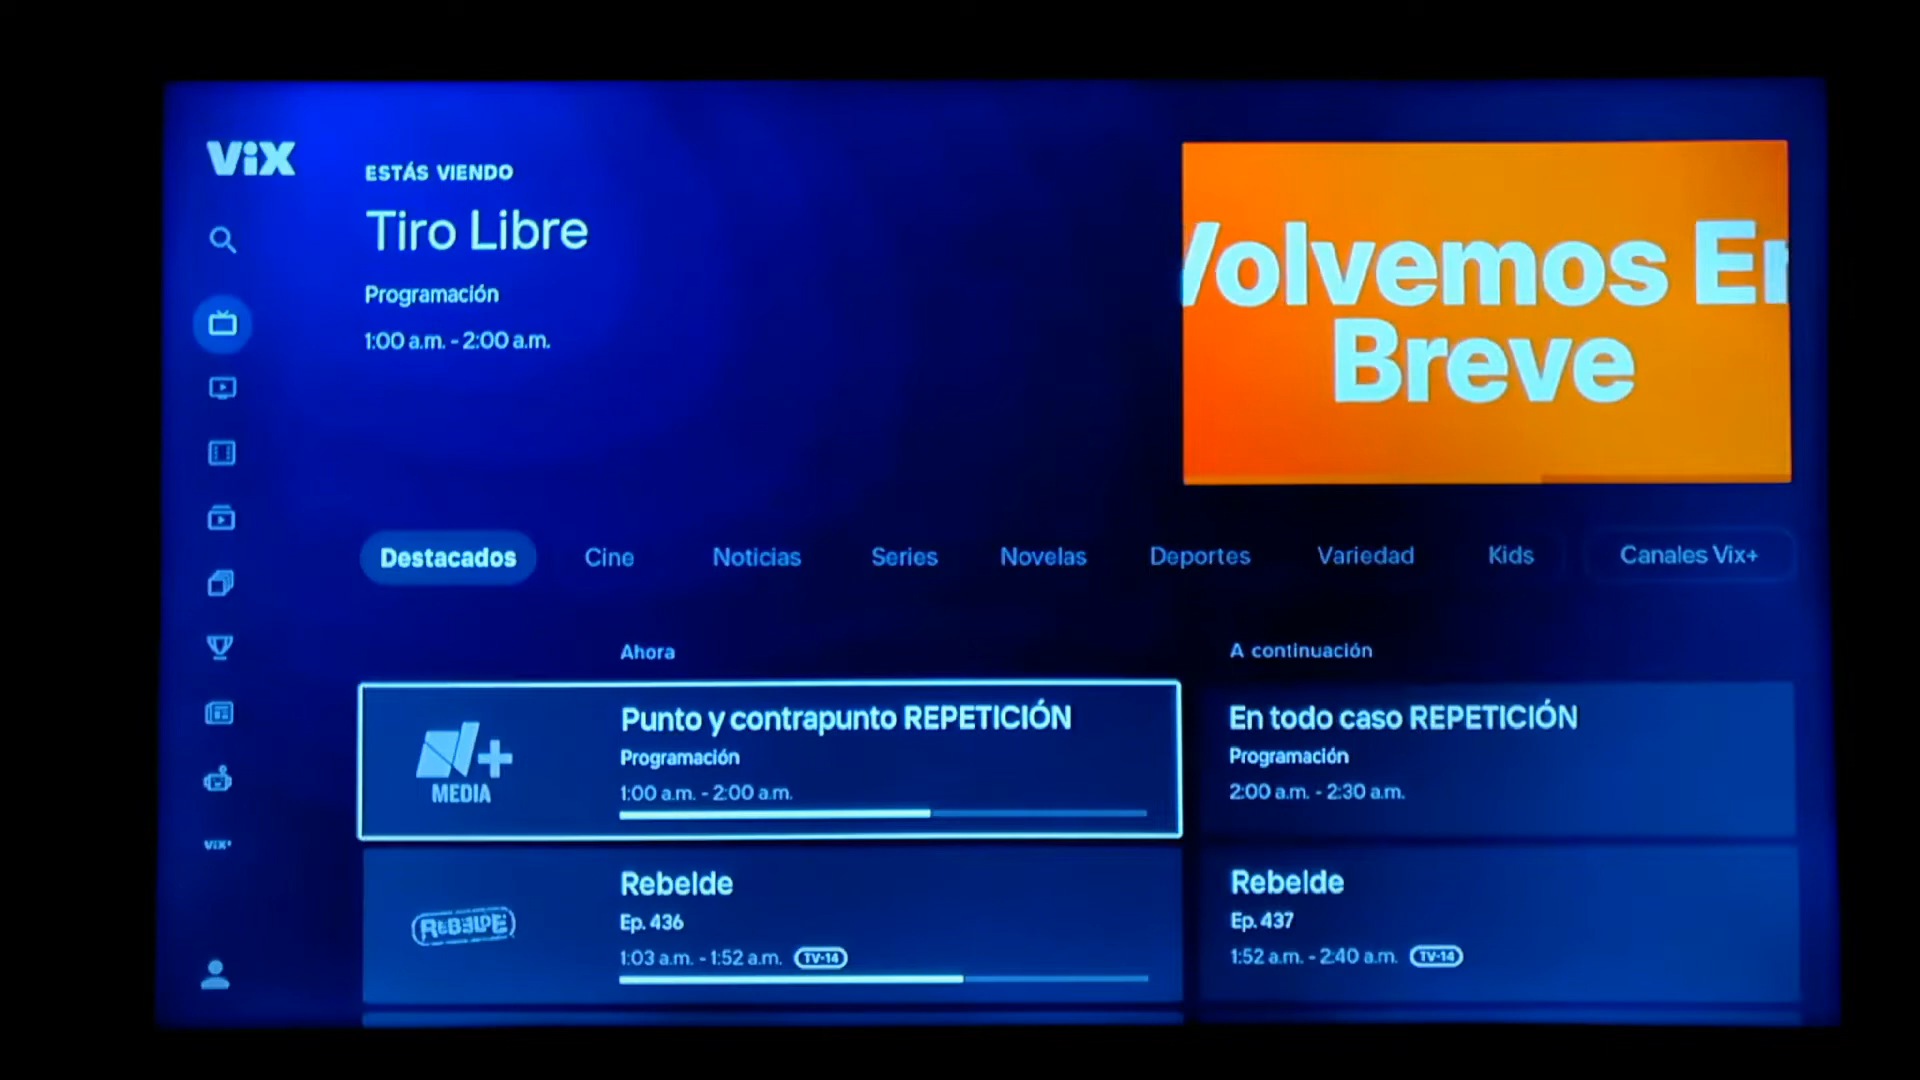 ViX
ESTÁS VIENDO
Tiro Libre
Programación
1:00 a.m. - 2:00 a.m.
Volvemos En
Breve
Destacados Cine Noticias Series Novelas Deportes Variedad Kids Canales Vix+
Ahora
A continuación
N+
MEDIA
Punto y contrapunto REPETICIÓN
Programación
1:00 a.m. - 2:00 a.m.
En todo caso REPETICIÓN
Programación
2:00 a.m. - 2:30 a.m.
REBELDE
Rebelde
Ep. 436
1:03 a.m. - 1:52 a.m. TV-14
Rebelde
Ep. 437
1:52 a.m. - 2:40 a.m. TV-14
ViX+